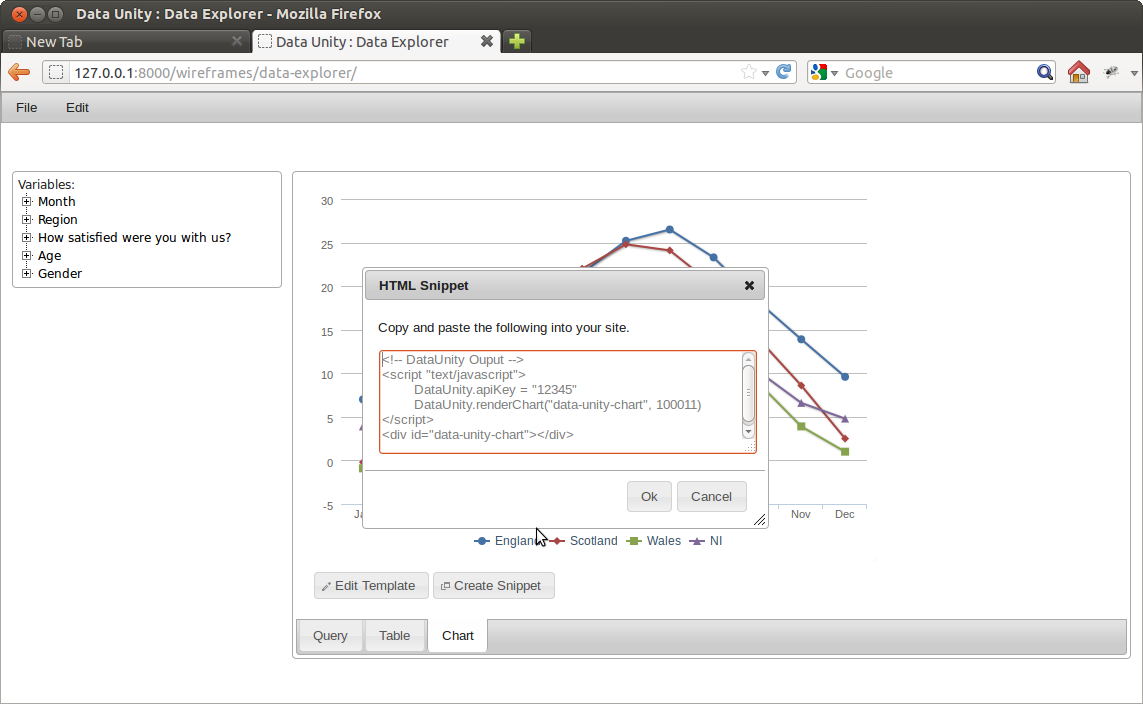 Data Unity : Data Explorer - Mozilla Firefox
New Tab
Data Unity : Data Explorer
127.0.0.1:8000/wireframes/data-explorer/
Google
File Edit
Variables:
Month
Region
How satisfied were you with us?
Age
Gender
30
25
20
15
10
5
0
-5
HTML Snippet
Copy and paste the following into your site.
<!-- DataUnity Ouput -->
<script "text/javascript">
DataUnity.apiKey = "12345"
DataUnity.renderChart("data-unity-chart", 100011)
</script>
<div id="data-unity-chart"></div>
Ok Cancel
Nov Dec
England Scotland Wales NI
Edit Template Create Snippet
Query Table Chart